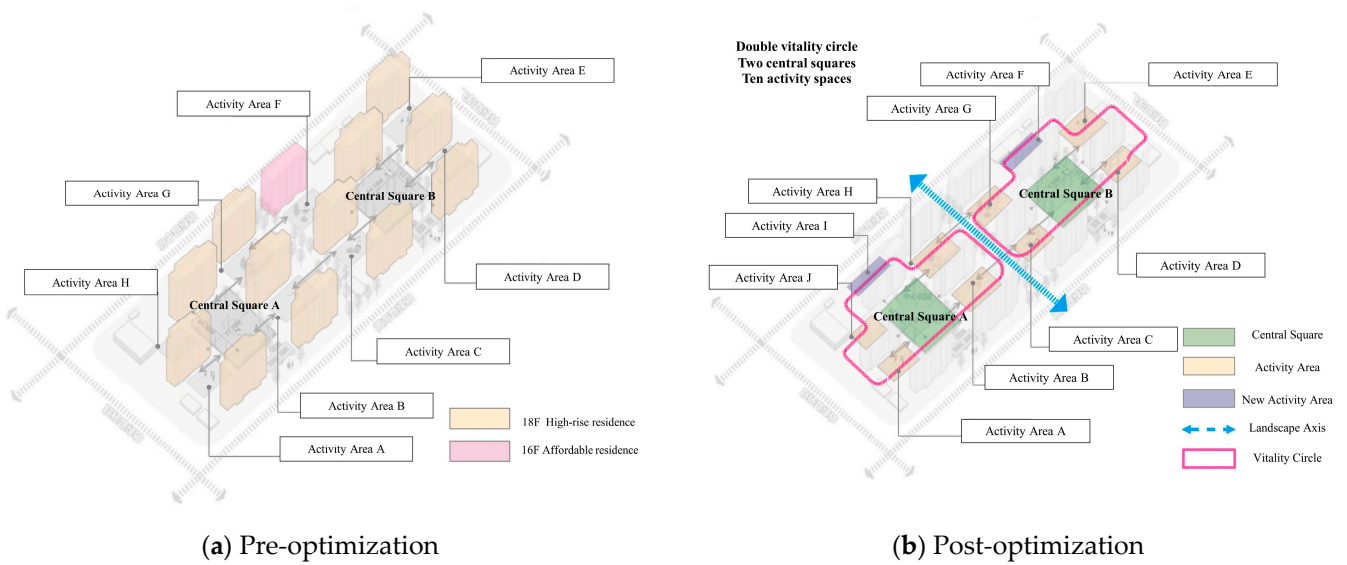 Activity Area E
Activity Area F
Activity Area G
Central Square B
Activity Area H
Central Square A
Activity Area D
Activity Area C
Activity Area B
Activity Area A
18F High-rise residence
16F Affordable residence
(a) Pre-optimization
Double vitality circle
Two central squares
Ten activity spaces
Activity Area F
Activity Area E
Activity Area G
Activity Area H
Central Square B
Activity Area I
Activity Area J
Activity Area D
Central Square A
Activity Area C
Activity Area B
Activity Area A
Central Square
Activity Area
New Activity Area
Landscape Axis
Vitality Circle
(b) Post-optimization